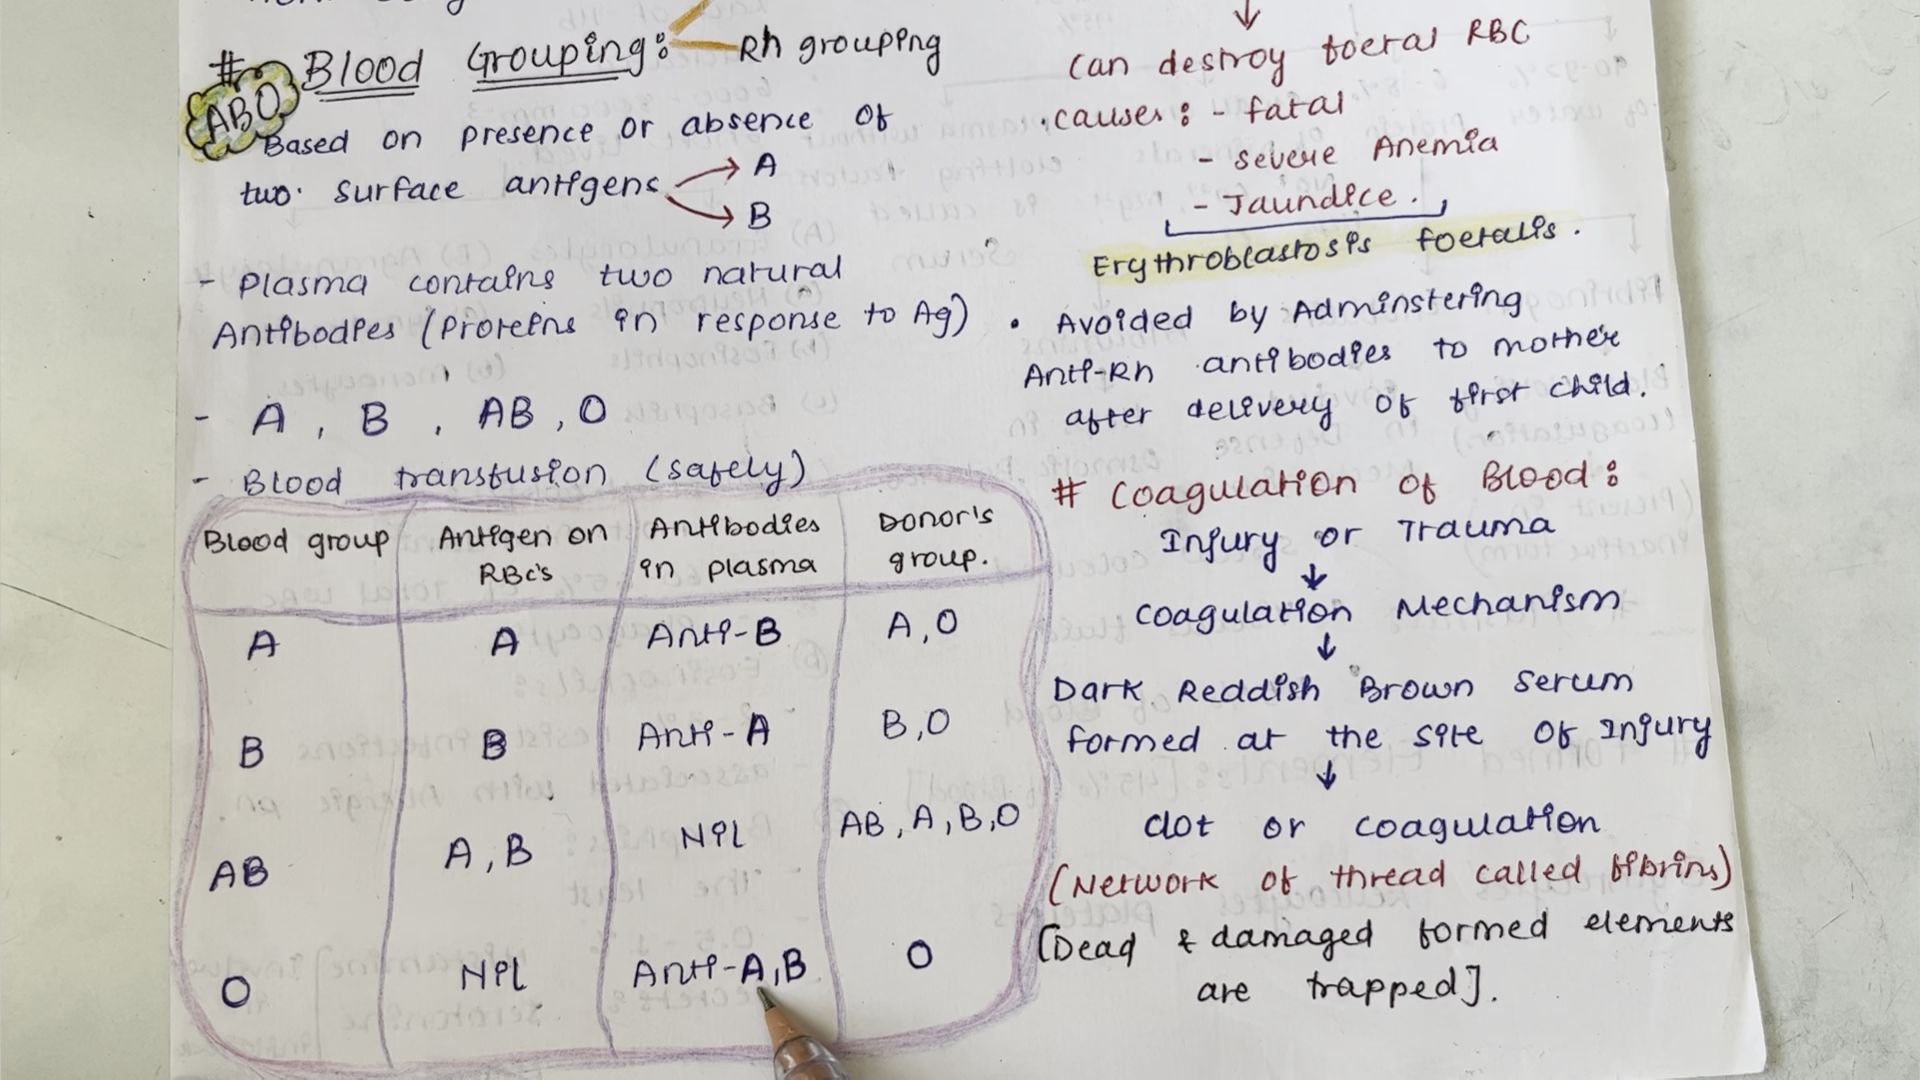 # Blood Grouping:
Rh grouping
ABO
Based on presence or absence of
two surface antigens
A
B
- Plasma contains two natural
Antibodies (Proteins in response to Ag)
- A, B, AB, O
- Blood transfusion (safely)
Blood group | Antigen on RBC's | Antibodies in plasma | Donor's group.
A | A | Anti-B | A,O
B | B | Anti-A | B,O
AB | A,B | Nil | AB,A,B,O
O | Nil | Anti-A,B | O
can destroy foetal RBC
causes: - fatal
- severe Anemia
- Jaundice.
Erythroblastosis foetalis.
• Avoided by Adminstering
Anti-Rh antibodies to mother
after delivery of first child.
# Coagulation of Blood:
Injury or Trauma
↓
Coagulation Mechanism
↓
Dark Reddish Brown serum
formed at the site of Injury
↓
clot or coagulation
(Network of thread called fibrins)
[Dead & damaged formed elements
are trapped].